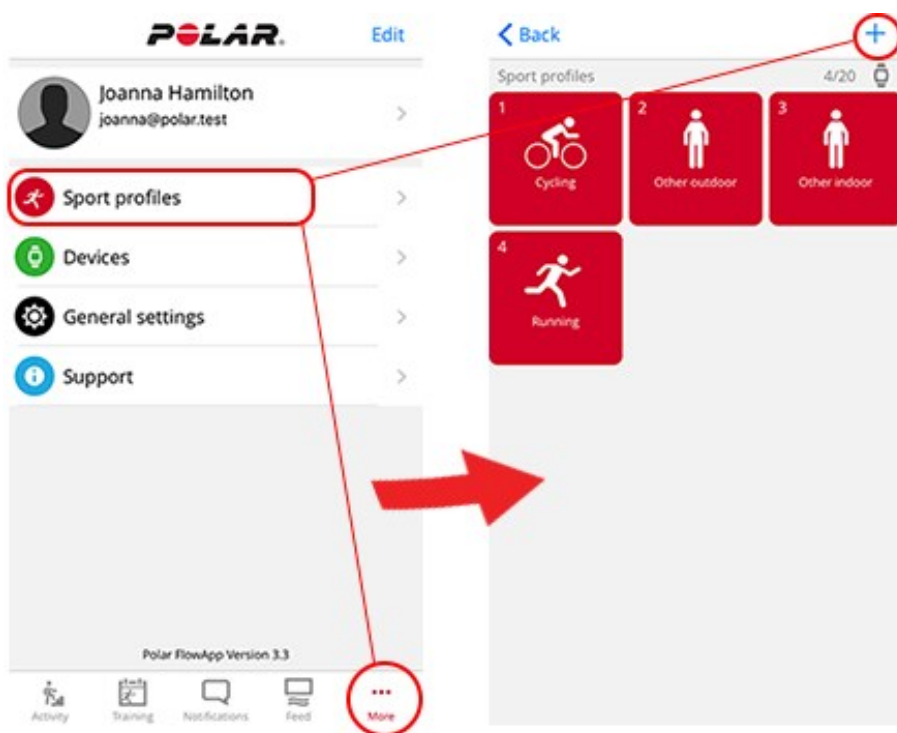 POLAR. Edit
Joanna Hamilton
joanna@polar.test
Sport profiles
Devices
General settings
Support
Polar FlowApp Version 3.3
Activity Training Notifications Feed More
Back
Sport profiles 4/20
1 2 3
Cycling Other outdoor Other indoor
4
Running